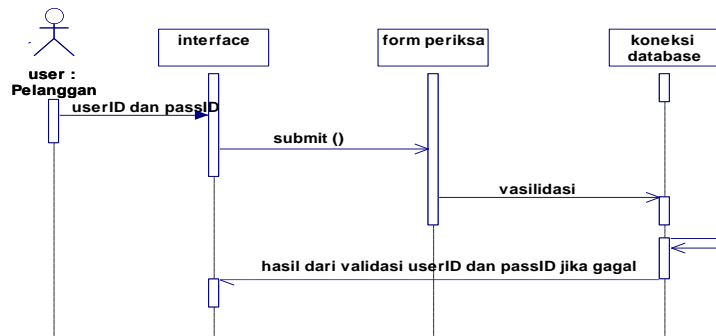 interface
form periksa
koneksi
database
user :
Pelanggan
userID dan passID
submit ()
vasilidasi
hasil dari validasi userID dan passID jika gagal